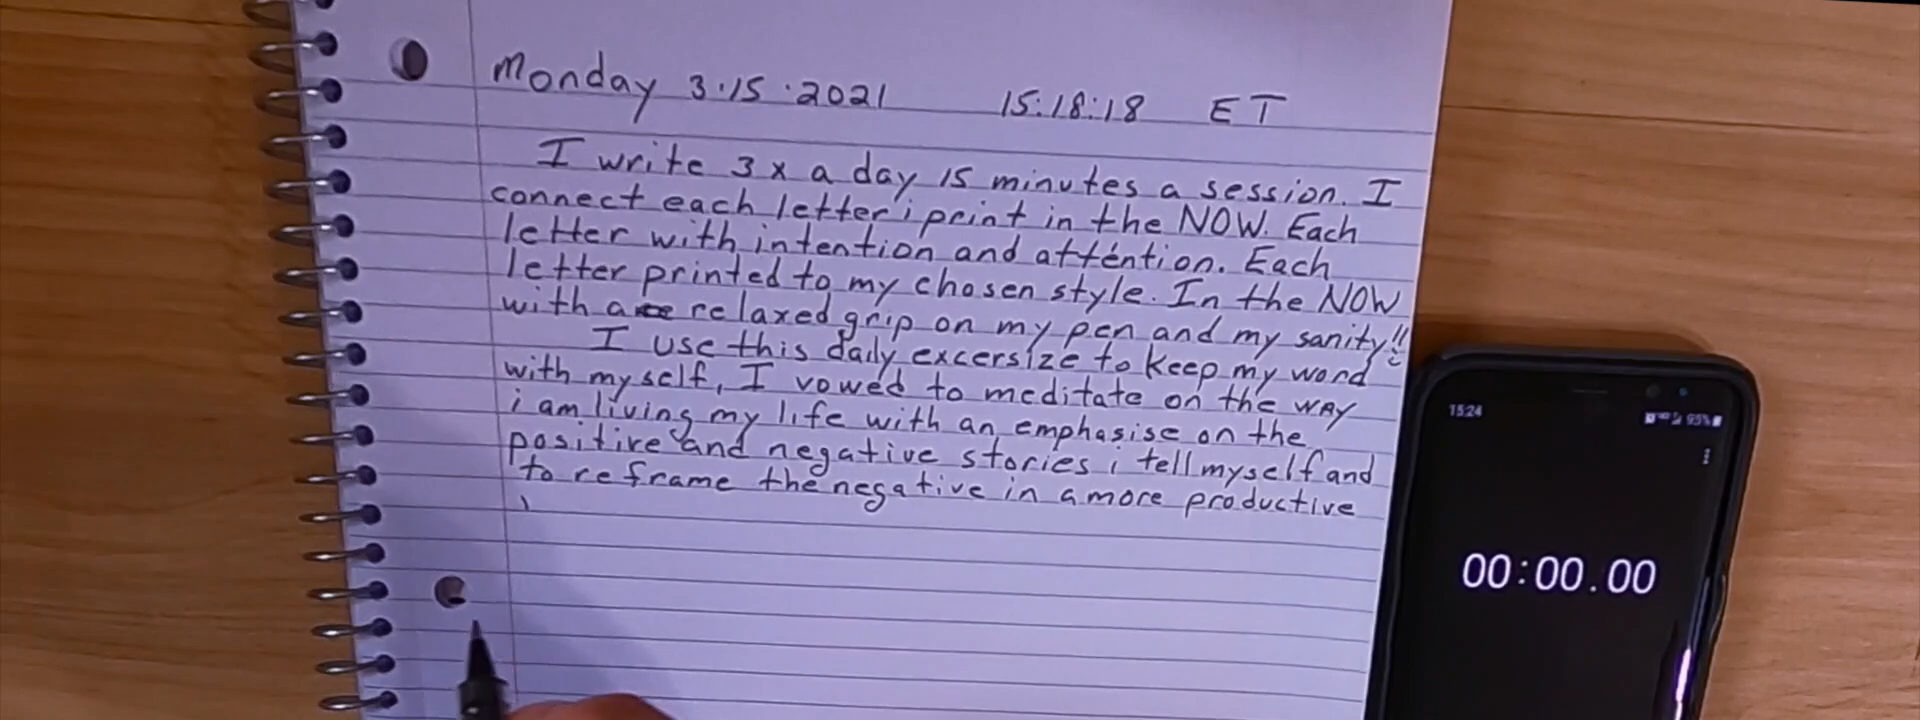 Monday 3.15.2021 15:18:18 ET
I write 3 x a day 15 minutes a session. I
connect each letter i print in the NOW. Each
letter with intention and attention. Each
letter printed to my chosen style. In the NOW
with a relaxed grip on my pen and my sanity!!
I use this daily excersize to keep my word
with myself, I vowed to meditate on the WAY
i am living my life with an emphasise on the
positive and negative stories i tell myself and
to reframe the negative in a more productive
15:24
95%
00:00.00